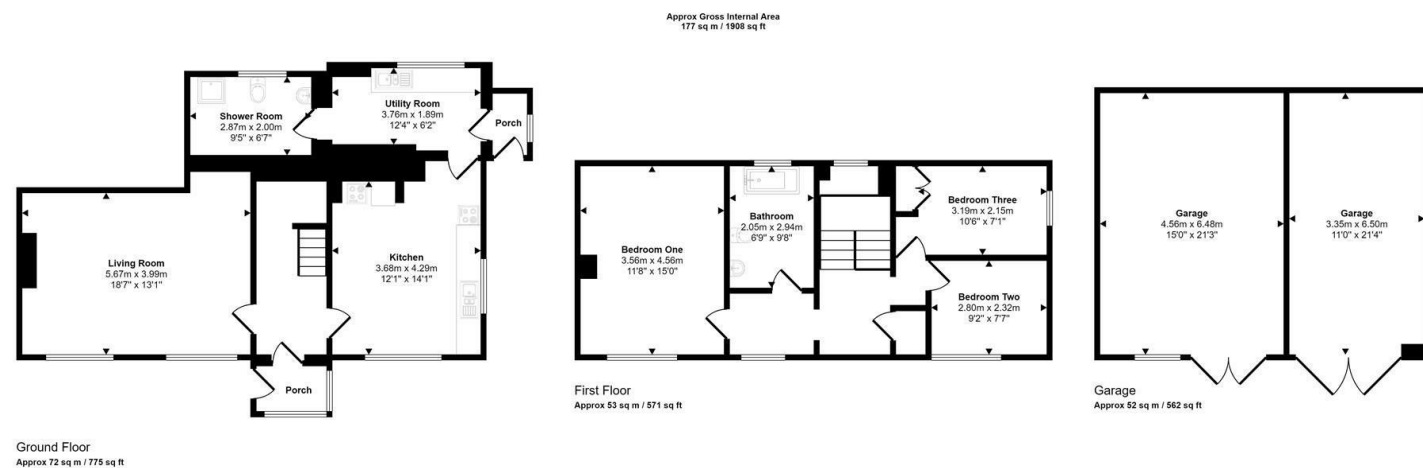 Approx Gross Internal Area
177 sq m / 1908 sq ft
Shower Room
2.87m x 2.00m
9'5" x 6'7"
Utility Room
3.76m x 1.89m
12'4" x 6'2"
Porch
Living Room
5.67m x 3.99m
18'7" x 13'1"
Kitchen
3.68m x 4.29m
12'1" x 14'1"
Porch
Ground Floor
Approx 72 sq m / 775 sq ft
Bedroom One
3.56m x 4.56m
11'8" x 15'0"
Bathroom
2.05m x 2.94m
6'9" x 9'8"
Bedroom Three
3.19m x 2.15m
10'6" x 7'1"
Bedroom Two
2.80m x 2.32m
9'2" x 7'7"
First Floor
Approx 53 sq m / 571 sq ft
Garage
4.56m x 6.48m
15'0" x 21'3"
Garage
3.35m x 6.50m
11'0" x 21'4"
Garage
Approx 52 sq m / 562 sq ft